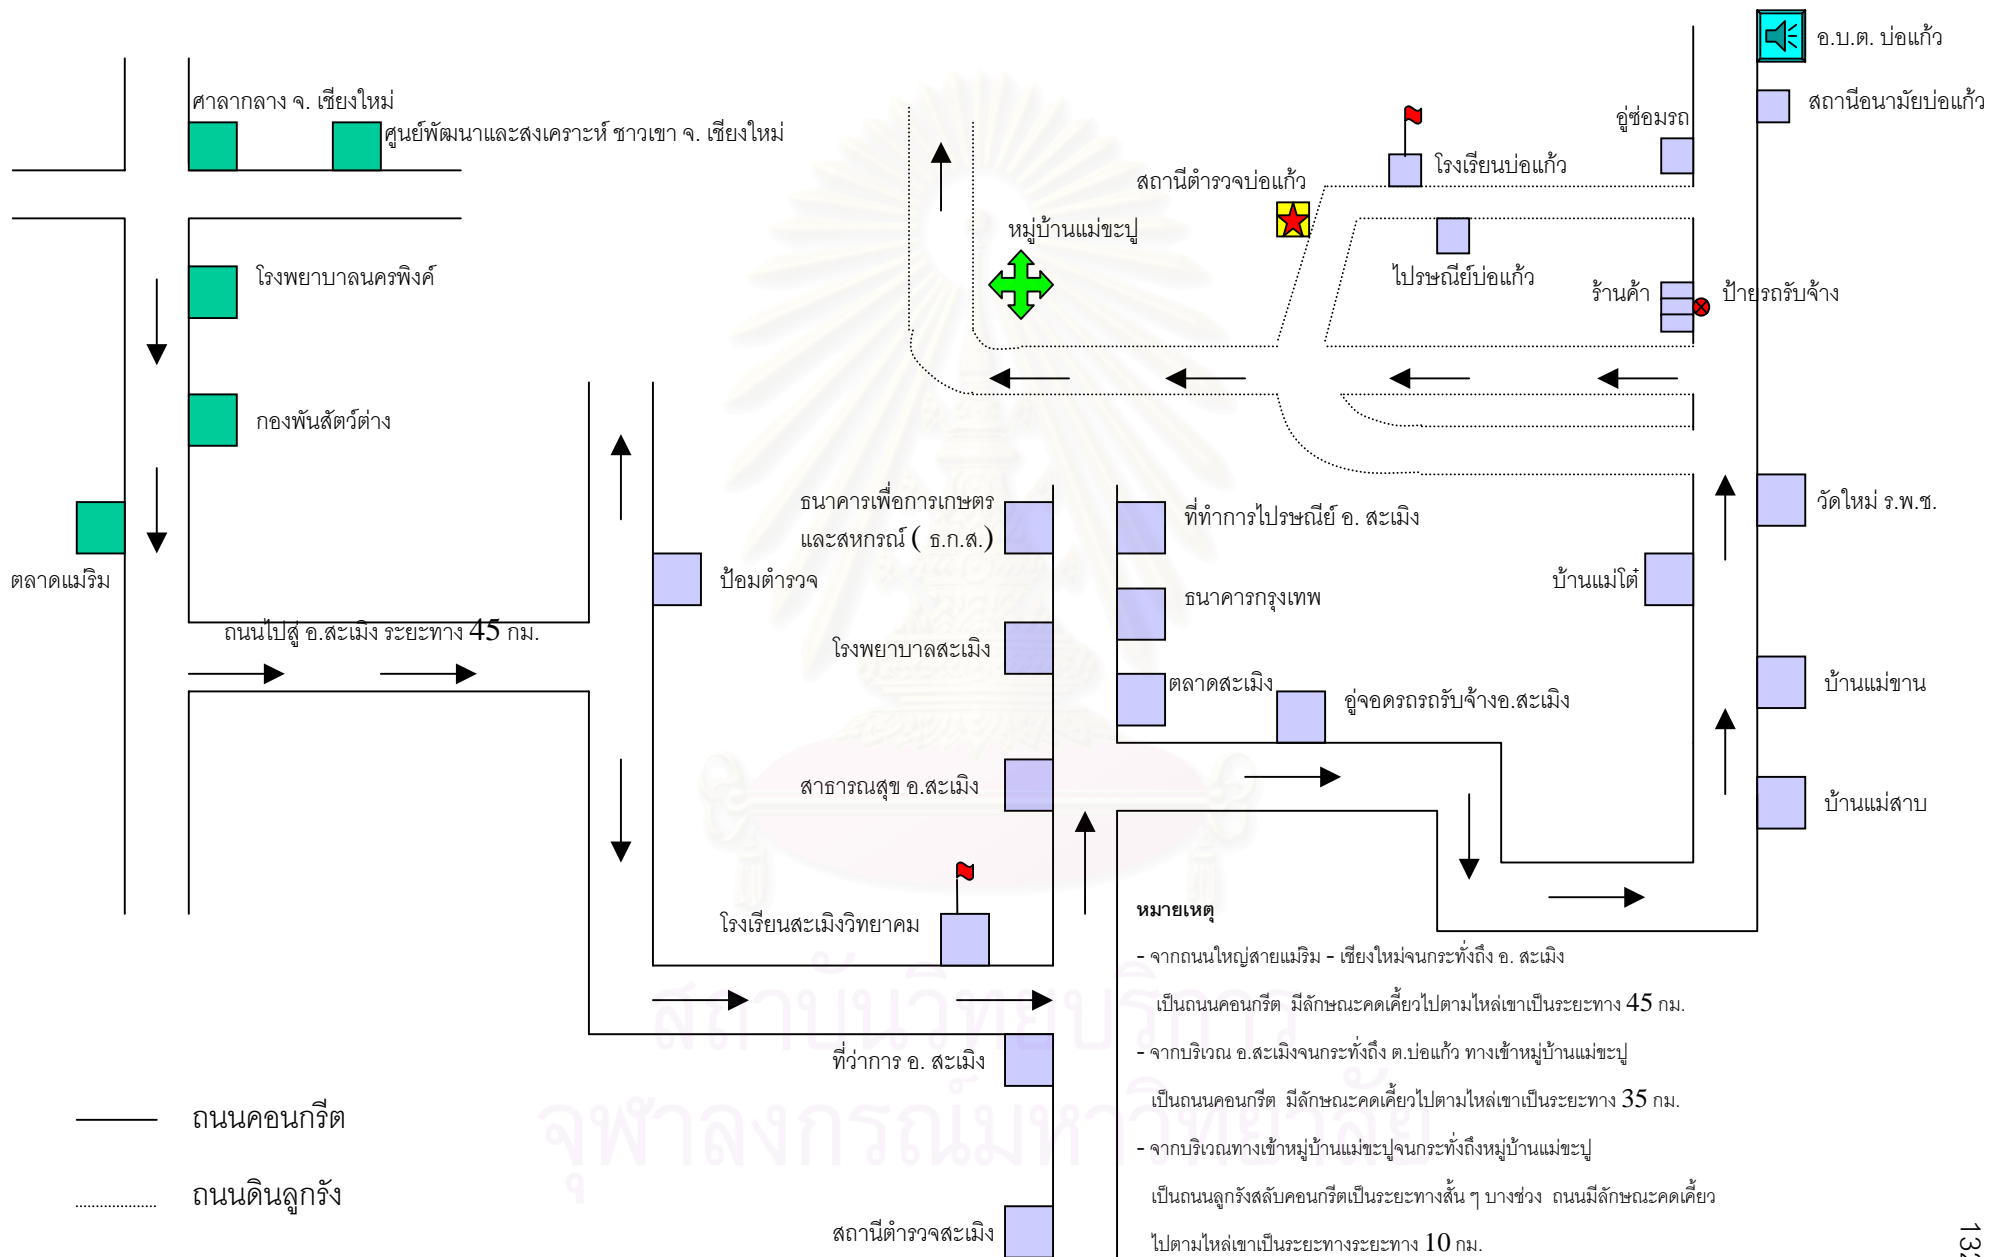 อ.บ.ต. บ่อแก้ว
สถานีอนามัยบ่อแก้ว
ศาลากลาง จ. เชียงใหม่
ศูนย์พัฒนาและสงเคราะห์ ชาวเขา จ. เชียงใหม่
อู่ซ่อมรถ
โรงเรียนบ่อแก้ว
สถานีตำรวจบ่อแก้ว
หมู่บ้านแม่ขะปู
โรงพยาบาลนครพิงค์
ไปรษณีย์บ่อแก้ว
ร้านค้า
ป้ายรถรับจ้าง
กองพันสัตว์ต่าง
ธนาคารเพื่อการเกษตร
และสหกรณ์ ( ธ.ก.ส.)
ที่ทำการไปรษณีย์ อ. สะเมิง
วัดใหม่ ร.พ.ช.
ตลาดแม่ริม
ป้อมตำรวจ
บ้านแม่โต๋
ธนาคารกรุงเทพ
ถนนไปสู่ อ.สะเมิง ระยะทาง 45 กม.
โรงพยาบาลสะเมิง
ตลาดสะเมิง
อู่จอดรถรถรับจ้างอ.สะเมิง
บ้านแม่ขาน
สาธารณสุข อ.สะเมิง
บ้านแม่สาบ
โรงเรียนสะเมิงวิทยาคม
ที่ว่าการ อ. สะเมิง
สถานีตำรวจสะเมิง
หมายเหตุ
- จากถนนใหญ่สายแม่ริม - เชียงใหม่จนกระทั่งถึง อ. สะเมิง
เป็นถนนคอนกรีต มีลักษณะคดเคี้ยวไปตามไหล่เขาเป็นระยะทาง 45 กม.
- จากบริเวณ อ.สะเมิงจนกระทั่งถึง ต.บ่อแก้ว ทางเข้าหมู่บ้านแม่ขะปู
เป็นถนนคอนกรีต มีลักษณะคดเคี้ยวไปตามไหล่เขาเป็นระยะทาง 35 กม.
- จากบริเวณทางเข้าหมู่บ้านแม่ขะปูจนกระทั่งถึงหมู่บ้านแม่ขะปู
เป็นถนนลูกรังสลับคอนกรีตเป็นระยะทางสั้น ๆ บางช่วง ถนนมีลักษณะคดเคี้ยว
ไปตามไหล่เขาเป็นระยะทางระยะทาง 10 กม.
ถนนคอนกรีต
ถนนดินลูกรัง
สถาบันวิทยบริการ
จุฬาลงกรณ์มหาวิทยาลัย
132